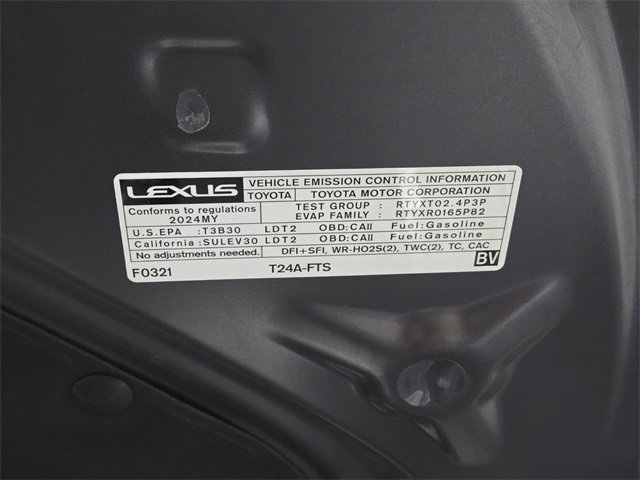 LEXUS VEHICLE EMISSION CONTROL INFORMATION
TOYOTA TOYOTA MOTOR CORPORATION
Conforms to regulations TEST GROUP : RTYXT02.4P3P
2024MY EVAP FAMILY : RTYXR0165P82
U.S.EPA :T3B30 LDT2 OBD:CAII Fuel:Gasoline
California:SULEV30 LDT2 OBD:CAII Fuel:Gasoline
No adjustments needed. DFI+SFI, WR-HO2S(2), TWC(2), TC, CAC
F0321 T24A-FTS BV